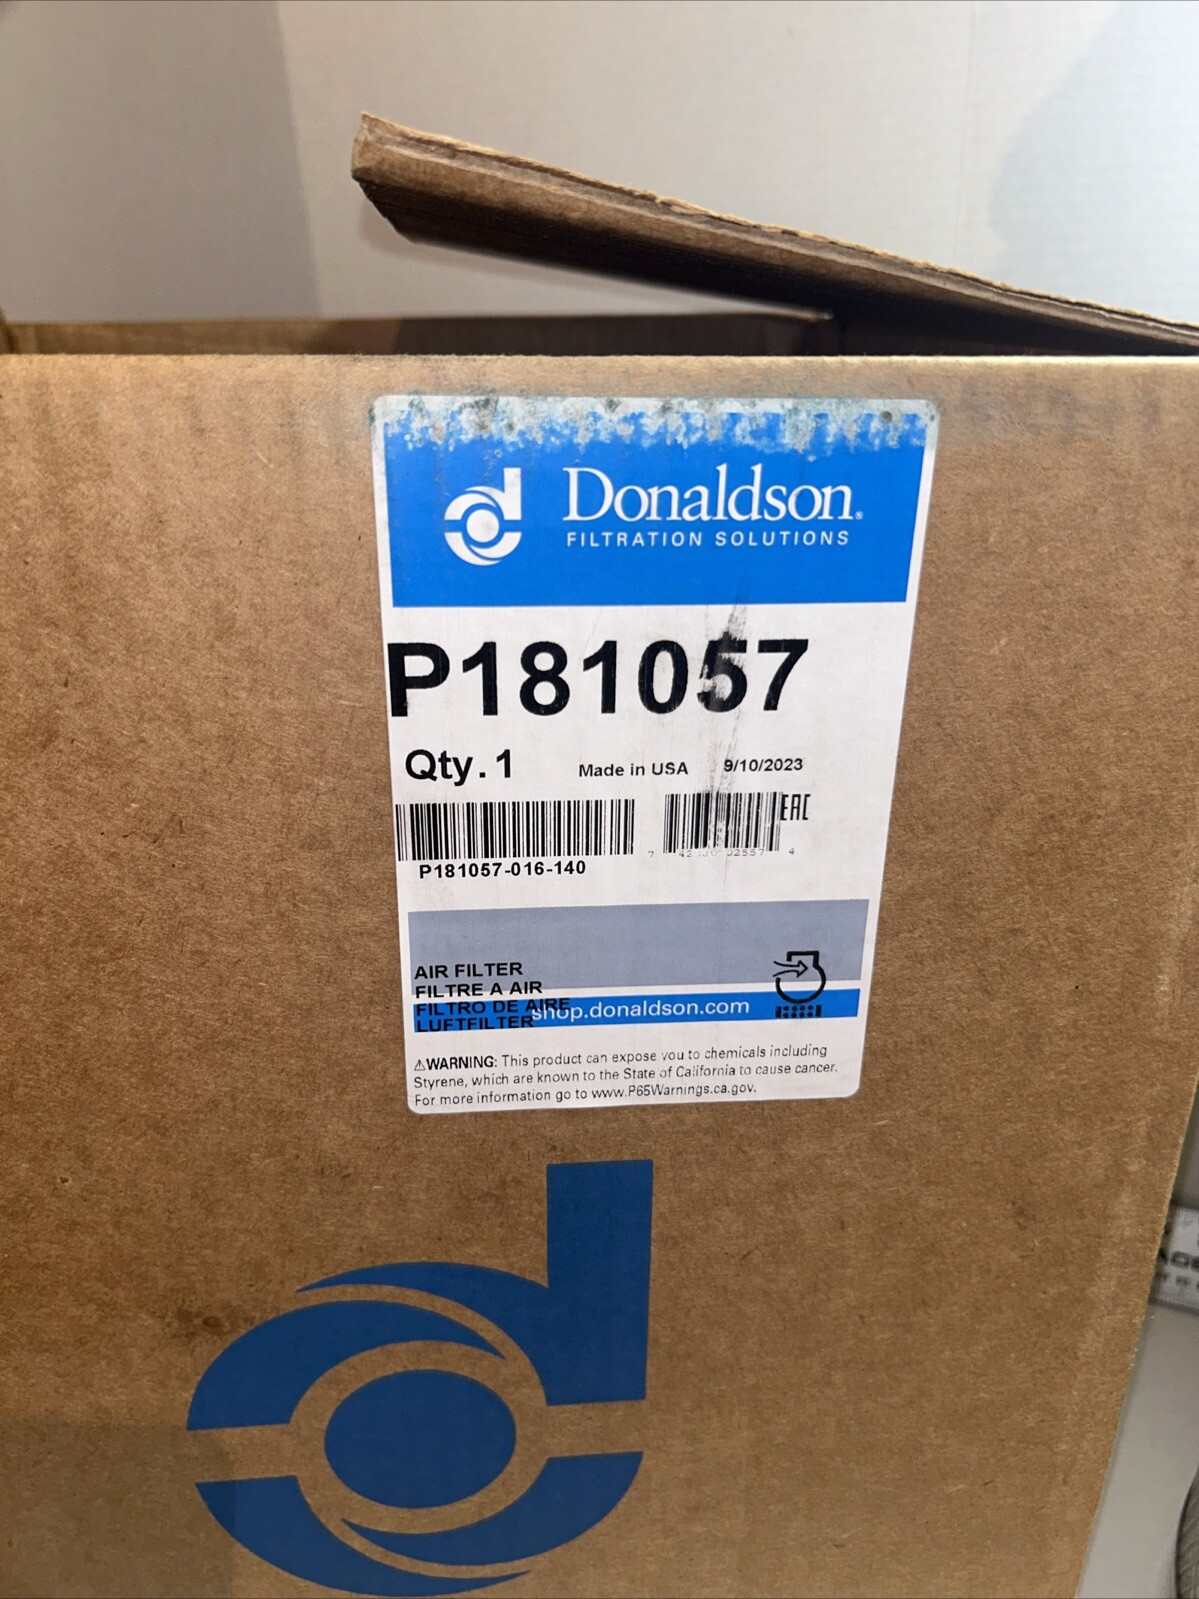 Donaldson®
FILTRATION SOLUTIONS
P181057
Qty.1 Made in USA 9/10/2023
EAC
P181057-016-140
AIR FILTER
FILTRE A AIR
FILTRO DE AIRE
shop.donaldson.com
LUFTFILTER
⚠WARNING: This product can expose you to chemicals including
Styrene, which are known to the State of California to cause cancer.
For more information go to www.P65Warnings.ca.gov.